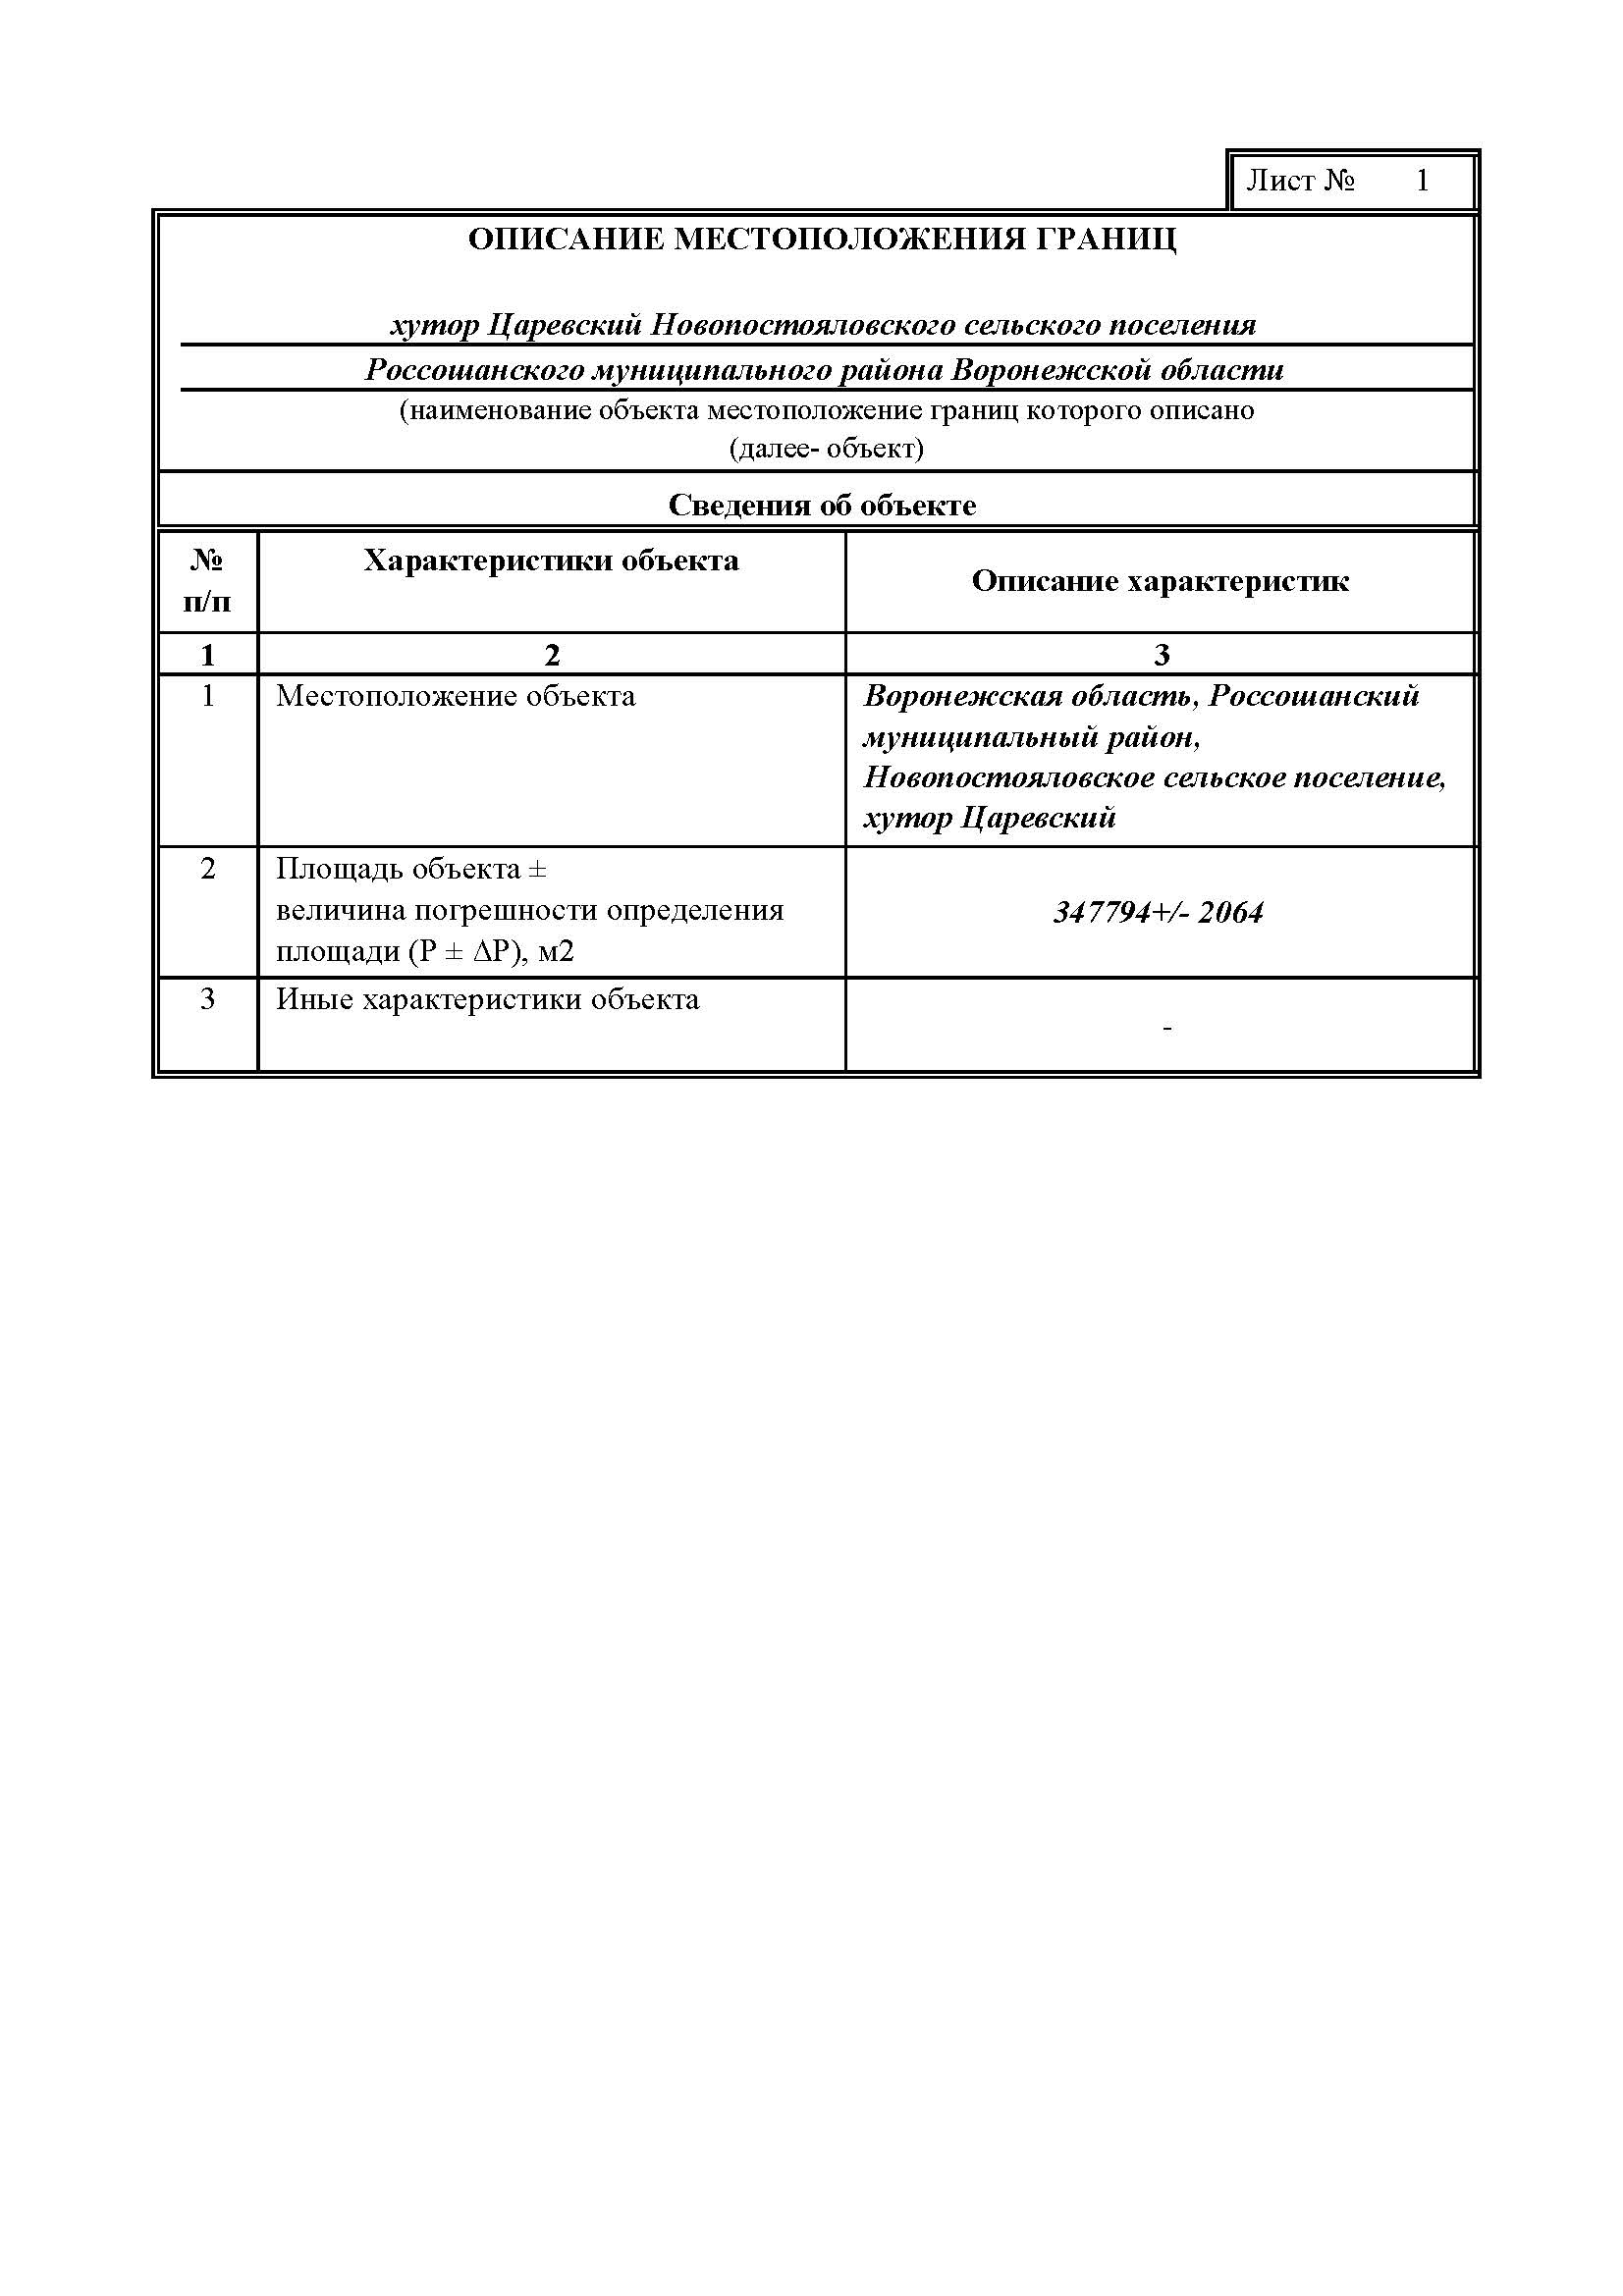 Лист № 1
ОПИСАНИЕ МЕСТОПОЛОЖЕНИЯ ГРАНИЦ
хутор Царевский Новопостояловского сельского поселения
Россошанского муниципального района Воронежской области
(наименование объекта местоположение границ которого описано
(далее- объект)
Сведения об объекте
№
п/п
Характеристики объекта
Описание характеристик
1 2 3
1 Местоположение объекта
Воронежская область, Россошанский
муниципальный район,
Новопостояловское сельское поселение,
хутор Царевский
2 Площадь объекта ±
величина погрешности определения
площади (Р ± ΔР), м2
347794+/- 2064
3 Иные характеристики объекта
-